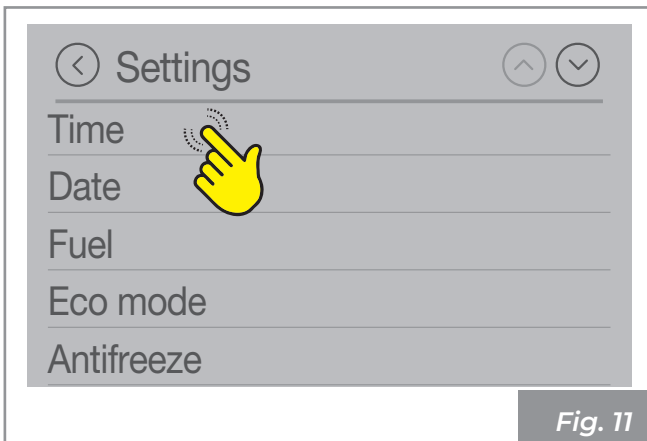 Settings
Time
Date
Fuel
Eco mode
Antifreeze
Fig. 11